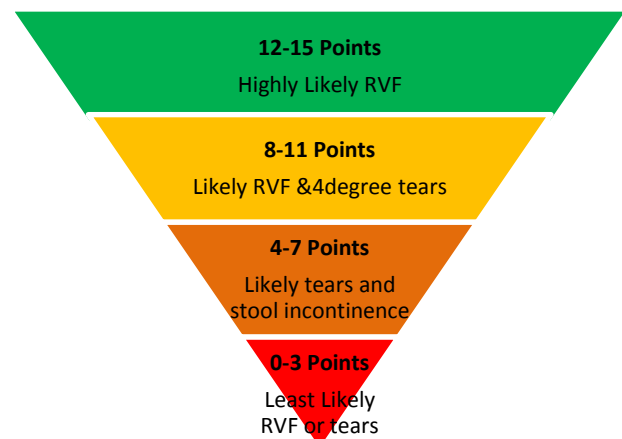 12-15 Points
Highly Likely RVF
8-11 Points
Likely RVF &4degree tears
4-7 Points
Likely tears and
stool incontinence
0-3 Points
Least Likely
RVF or tears